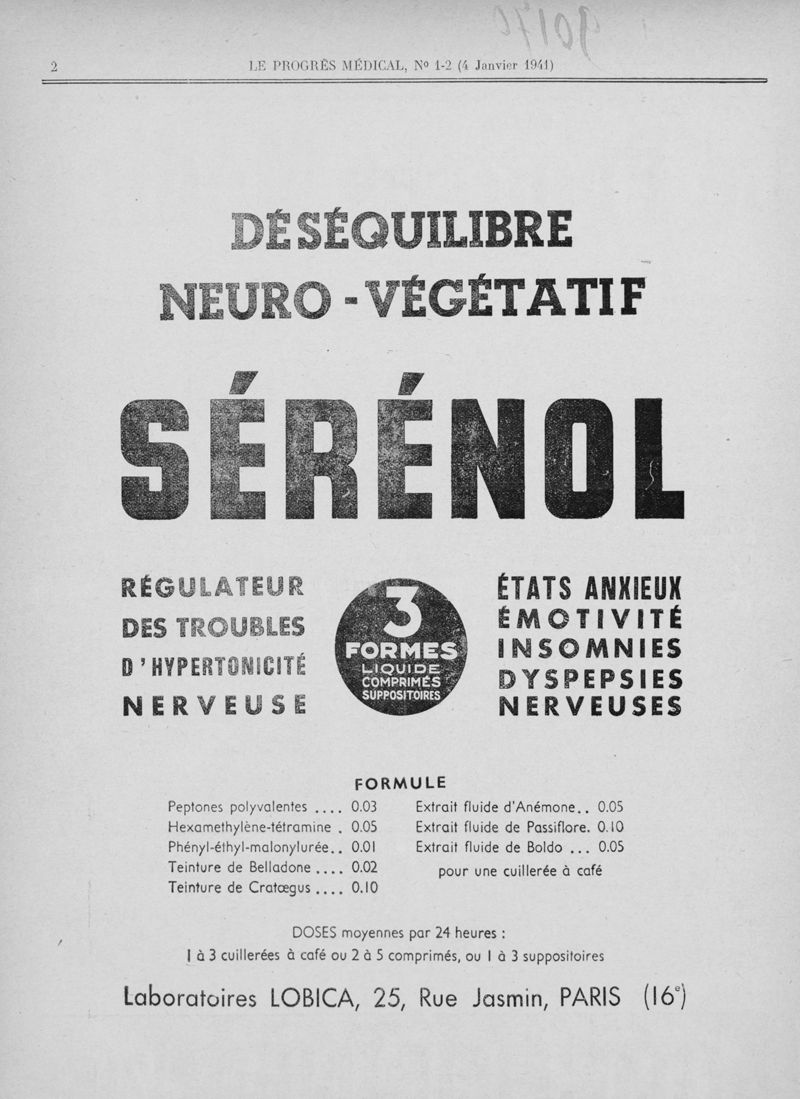 2
LE PROGRÈS MÉDICAL, Nº 1-2 (4 Janvier 1941)
DÉSÉQUILIBRE
NEURO - VÉGÉTATIF
SÉRÉNOL
RÉGULATEUR
DES TROUBLES
D'HYPERTONICITÉ
NERVEUSE
3
FORMES
LIQUIDE
COMPRIMÉS
SUPPOSITOIRES
ÉTATS ANXIEUX
ÉMOTIVITÉ
INSOMNIES
DYSPEPSIES
NERVEUSES
FORMULE
Peptones polyvalentes .... 0.03
Hexamethylène-tétramine . 0.05
Phényl-éthyl-malonylurée.. 0.01
Teinture de Belladone .... 0.02
Teinture de Cratœgus .... 0.10
Extrait fluide d'Anémone.. 0.05
Extrait fluide de Passiflore. 0.10
Extrait fluide de Boldo ... 0.05
pour une cuillerée à café
DOSES moyennes par 24 heures :
1 à 3 cuillerées à café ou 2 à 5 comprimés, ou 1 à 3 suppositoires
Laboratoires LOBICA, 25, Rue Jasmin, PARIS (16e)